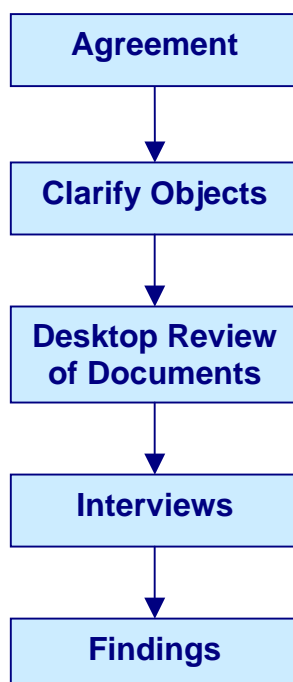 Agreement
Clarify Objects
Desktop Review
of Documents
Interviews
Findings